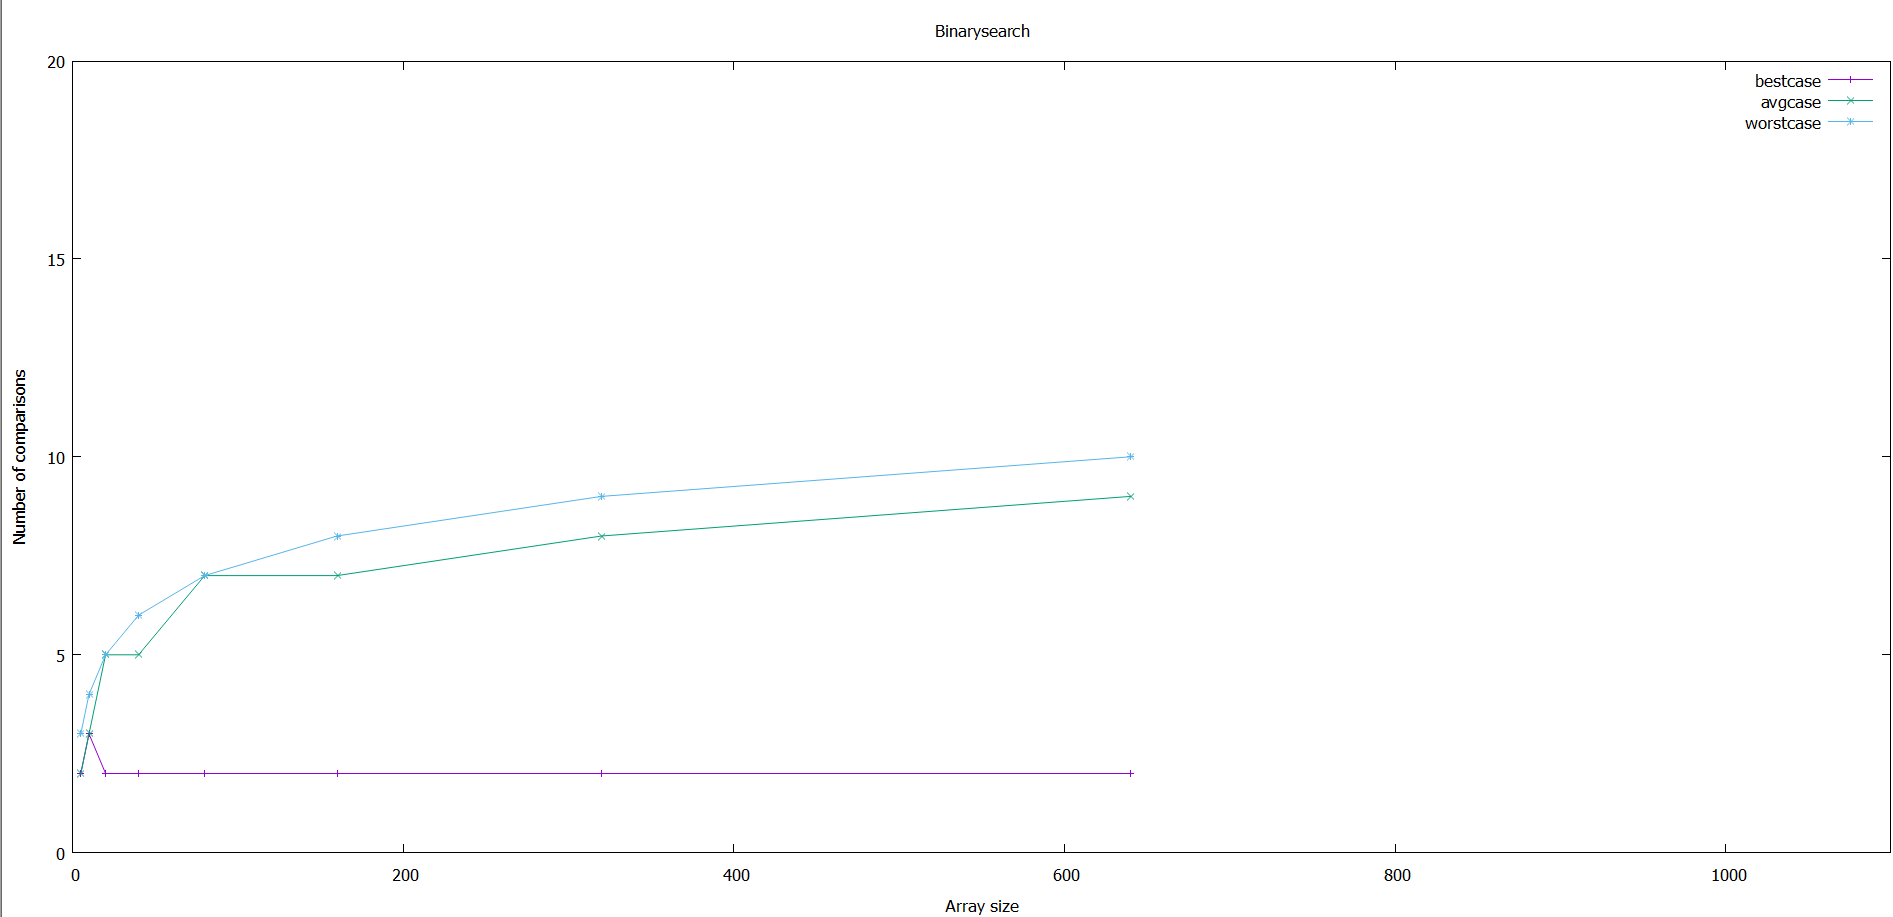 Binarysearch
20
15
10
5
0
Number of comparisons
bestcase
avgcase
worstcase
0 200 400 600 800 1000
Array size